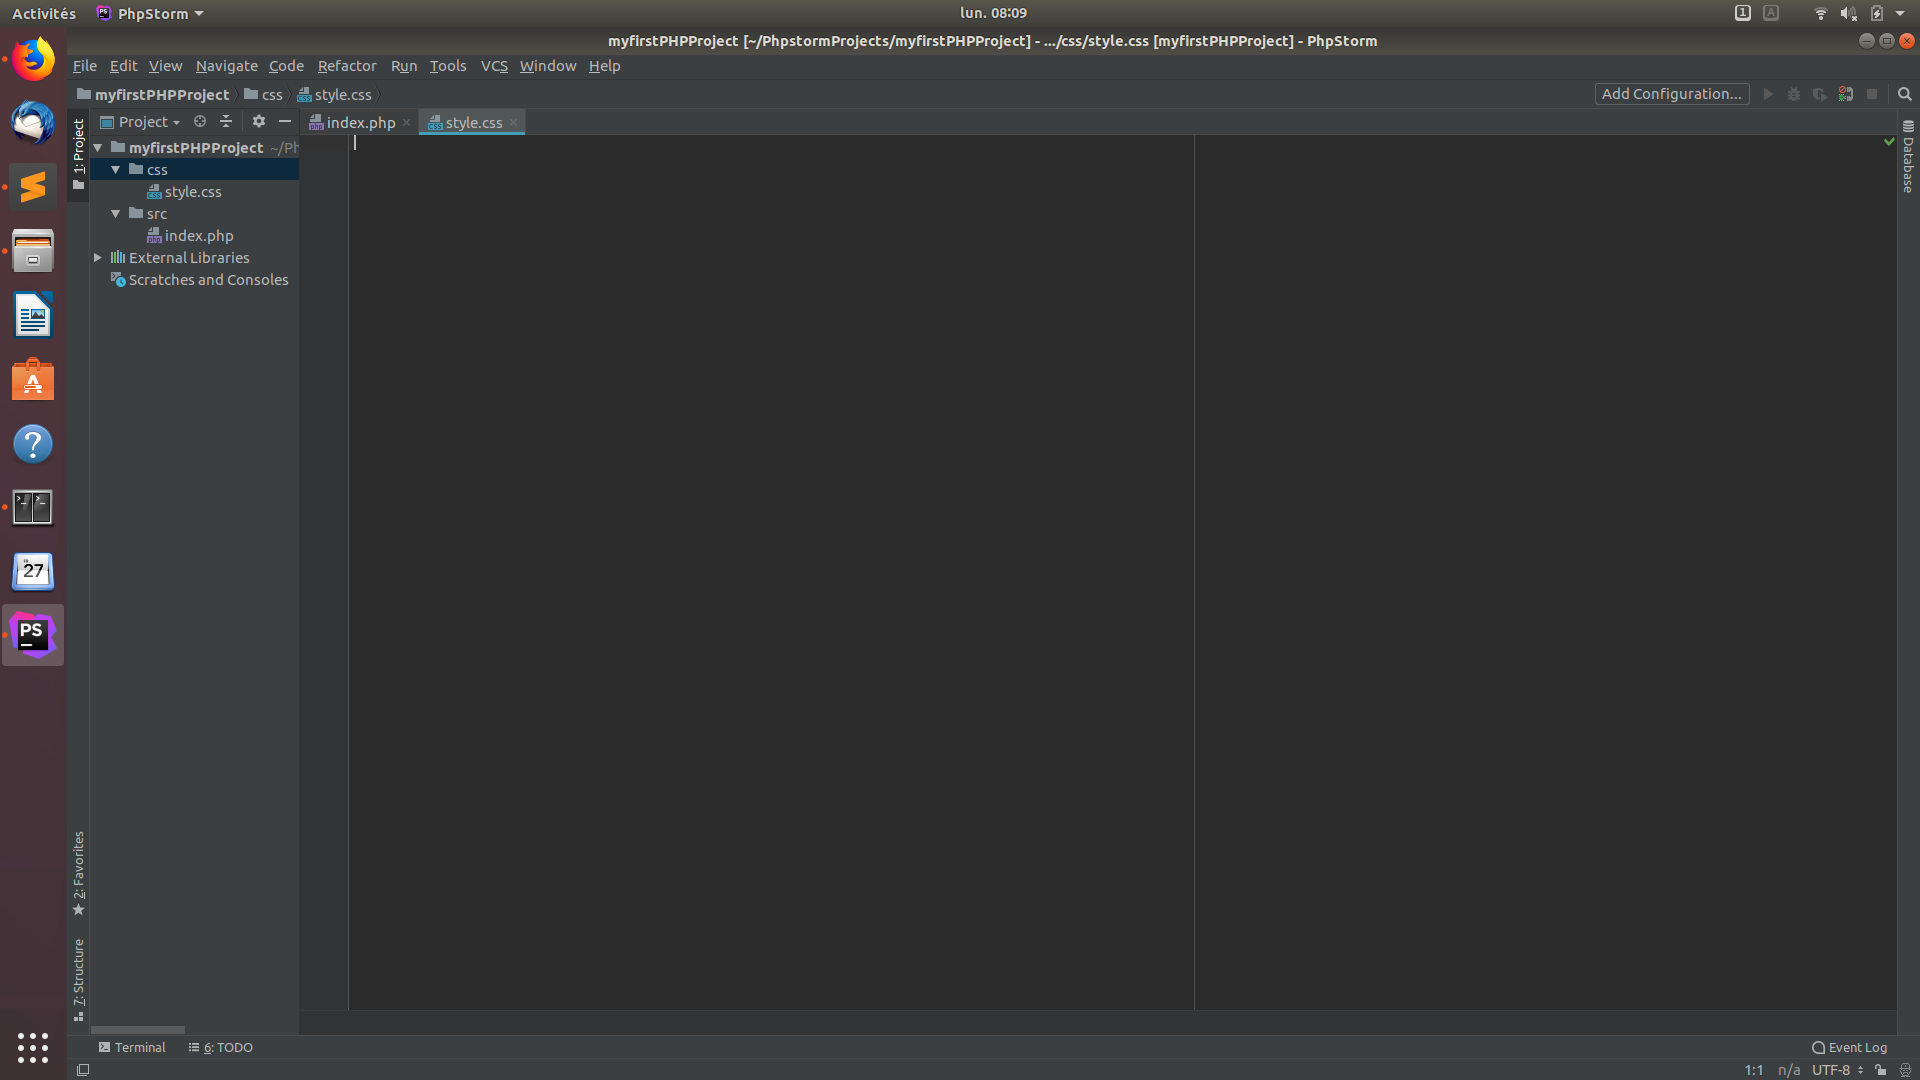 Activités PhpStorm lun. 08:09 1 A
myfirstPHPProject [~/PhpstormProjects/myfirstPHPProject] - .../css/style.css [myfirstPHPProject] - PhpStorm
File Edit View Navigate Code Refactor Run Tools VCS Window Help
myfirstPHPProject css style.css Add Configuration...
Project index.php style.css
1: Project
myfirstPHPProject ~/Ph
css
style.css
src
index.php
External Libraries
Scratches and Consoles
Database
27
PS
2: Favorites
7: Structure
Terminal 6: TODO Event Log
1:1 n/a UTF-8